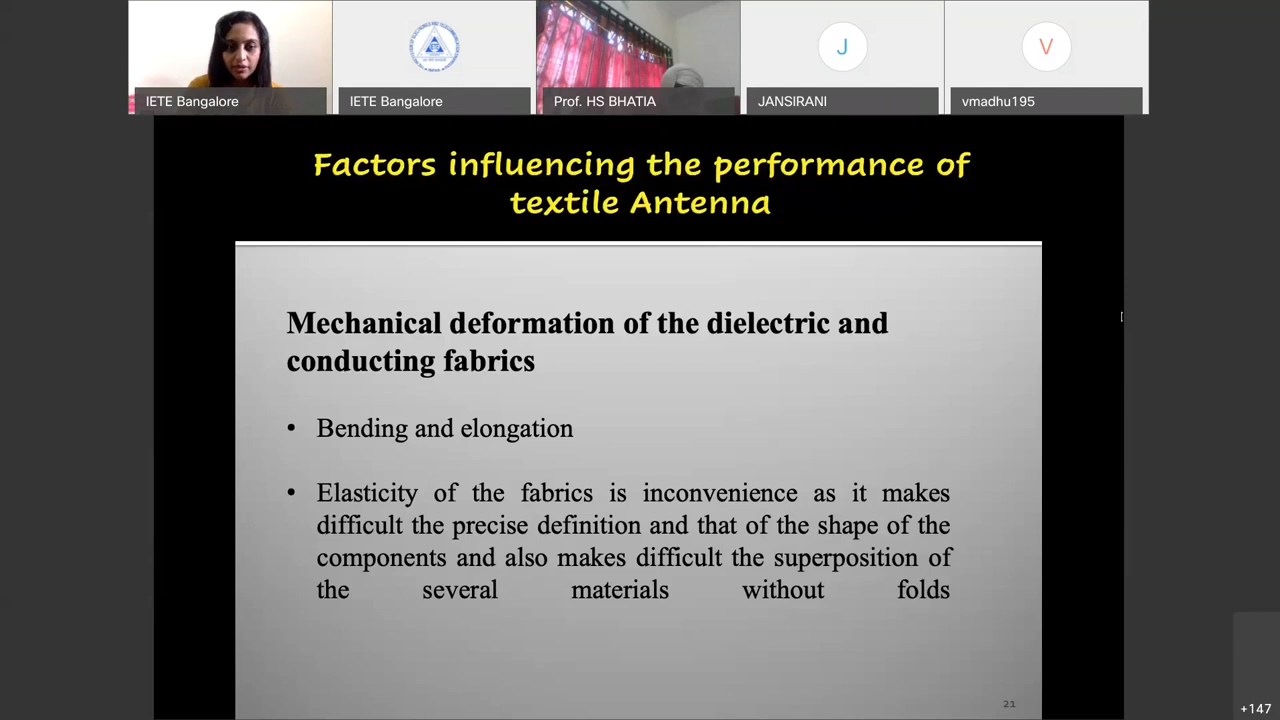 IETE Bangalore
IETE Bangalore
Prof. HS BHATIA
J
JANSIRANI
V
vmadhu195
Factors influencing the performance of
textile Antenna
Mechanical deformation of the dielectric and
conducting fabrics
• Bending and elongation
• Elasticity of the fabrics is inconvenience as it makes
difficult the precise definition and that of the shape of the
components and also makes difficult the superposition of
the several materials without folds
21
+147